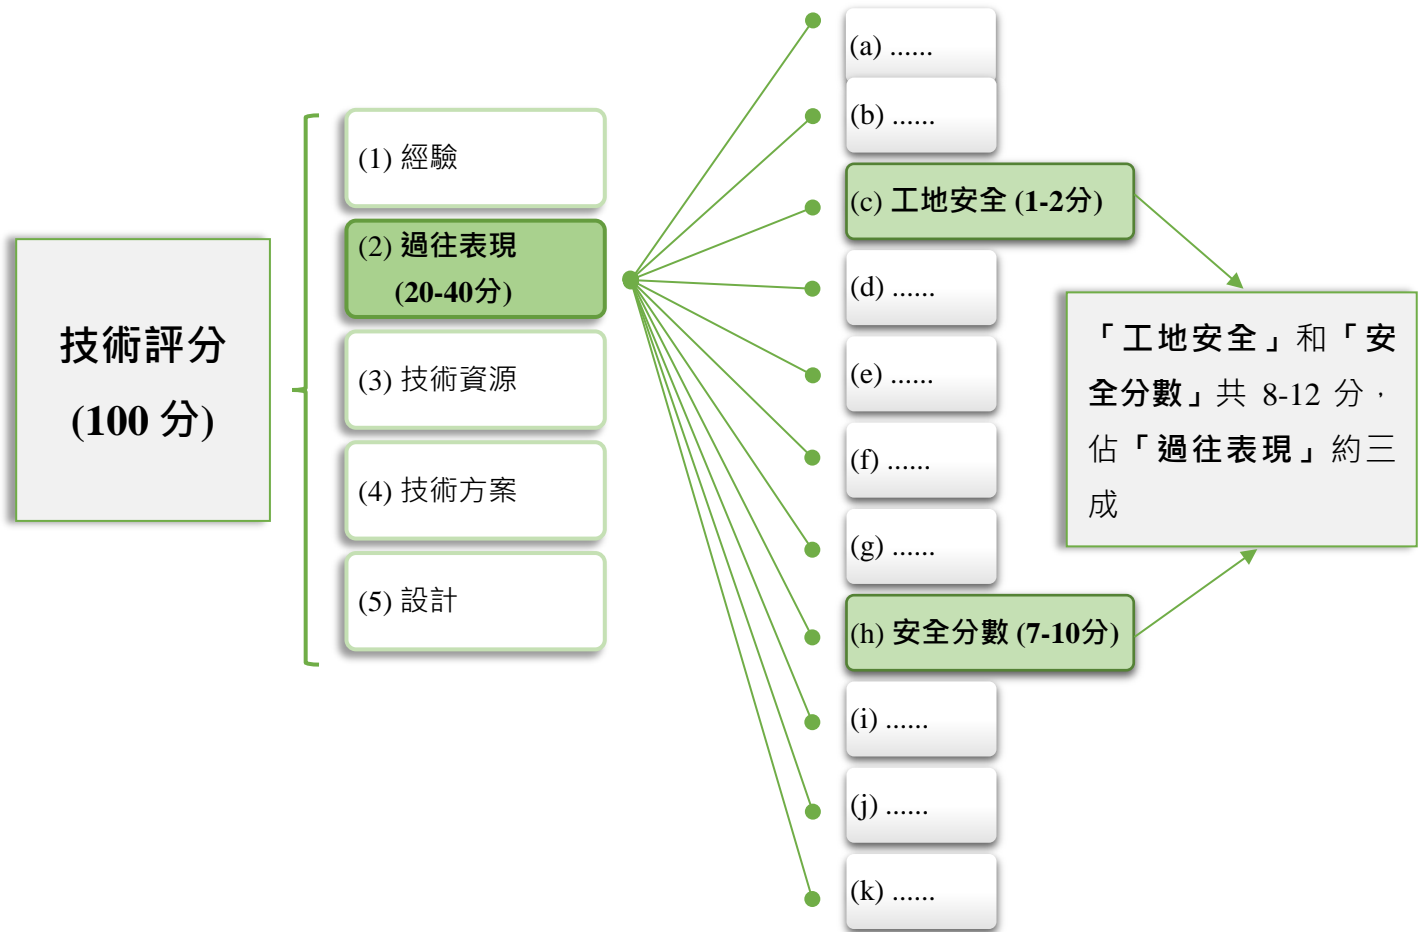 技術評分
(100 分)
(1) 經驗
(2) 過往表現
(20-40分)
(3) 技術資源
(4) 技術方案
(5) 設計
(a) ......
(b) ......
(c) 工地安全 (1-2分)
(d) ......
(e) ......
(f) ......
(g) ......
(h) 安全分數 (7-10分)
(i) ......
(j) ......
(k) ......
「工地安全」和「安
全分數」共 8-12 分，
佔「過往表現」約三
成